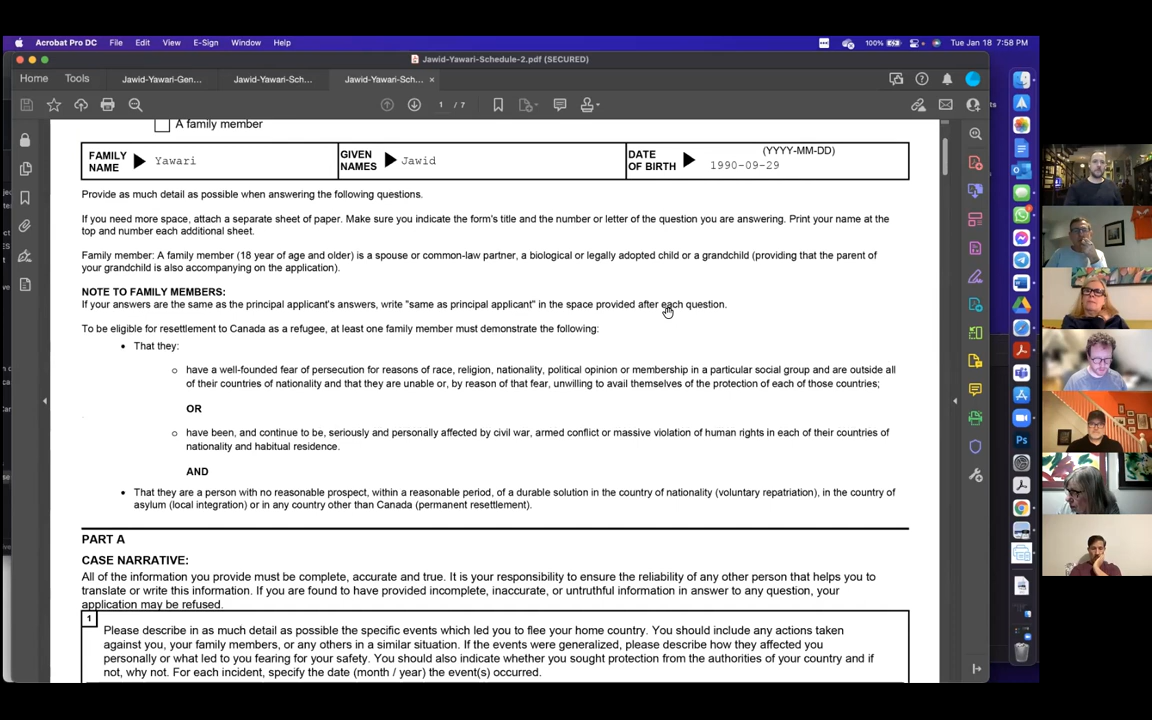 Acrobat Pro DC File Edit View E-Sign Window Help 100% Tue Jan 18 7:58 PM
Jawid-Yawari-Schedule-2.pdf (SECURED)
Home Tools Jawid-Yawari-Gen... Jawid-Yawari-Sch... Jawid-Yawari-Sch... ×
1 / 7
A family member
FAMILY NAME Yawari GIVEN NAMES Jawid DATE OF BIRTH (YYYY-MM-DD) 1990-09-29
Provide as much detail as possible when answering the following questions.
If you need more space, attach a separate sheet of paper. Make sure you indicate the form's title and the number or letter of the question you are answering. Print your name at the
top and number each additional sheet.
Family member: A family member (18 year of age and older) is a spouse or common-law partner, a biological or legally adopted child or a grandchild (providing that the parent of
your grandchild is also accompanying on the application).
NOTE TO FAMILY MEMBERS:
If your answers are the same as the principal applicant's answers, write "same as principal applicant" in the space provided after each question.
To be eligible for resettlement to Canada as a refugee, at least one family member must demonstrate the following:
• That they:
o have a well-founded fear of persecution for reasons of race, religion, nationality, political opinion or membership in a particular social group and are outside all
of their countries of nationality and that they are unable or, by reason of that fear, unwilling to avail themselves of the protection of each of those countries;
OR
o have been, and continue to be, seriously and personally affected by civil war, armed conflict or massive violation of human rights in each of their countries of
nationality and habitual residence.
AND
• That they are a person with no reasonable prospect, within a reasonable period, of a durable solution in the country of nationality (voluntary repatriation), in the country of
asylum (local integration) or in any country other than Canada (permanent resettlement).
PART A
CASE NARRATIVE:
All of the information you provide must be complete, accurate and true. It is your responsibility to ensure the reliability of any other person that helps you to
translate or write this information. If you are found to have provided incomplete, inaccurate, or untruthful information in answer to any question, your
application may be refused.
1
Please describe in as much detail as possible the specific events which led you to flee your home country. You should include any actions taken
against you, your family members, or any others in a similar situation. If the events were generalized, please describe how they affected you
personally or what led to you fearing for your safety. You should also indicate whether you sought protection from the authorities of your country and if
not, why not. For each incident, specify the date (month / year) the event(s) occurred.
Ps